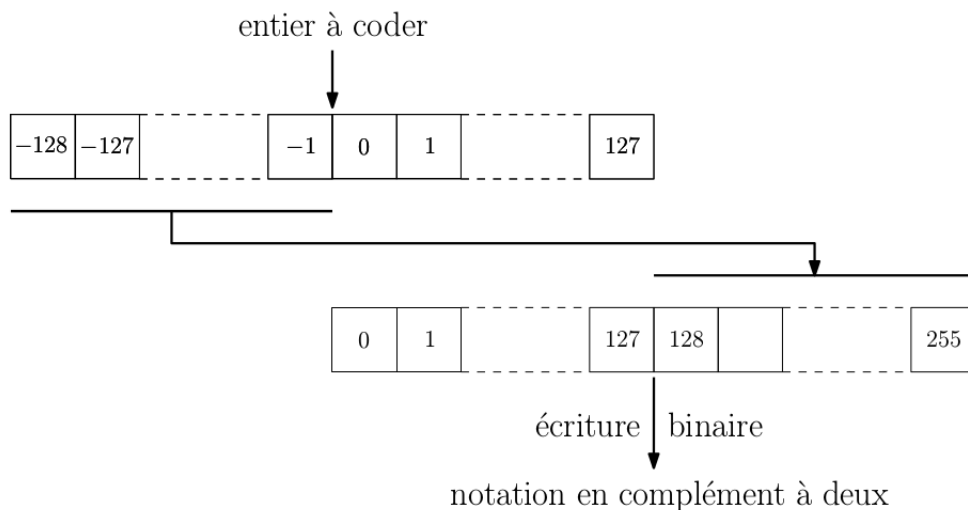 entier à coder
−128 −127 −1 0 1 127
0 1 127 128 255
écriture binaire
notation en complément à deux